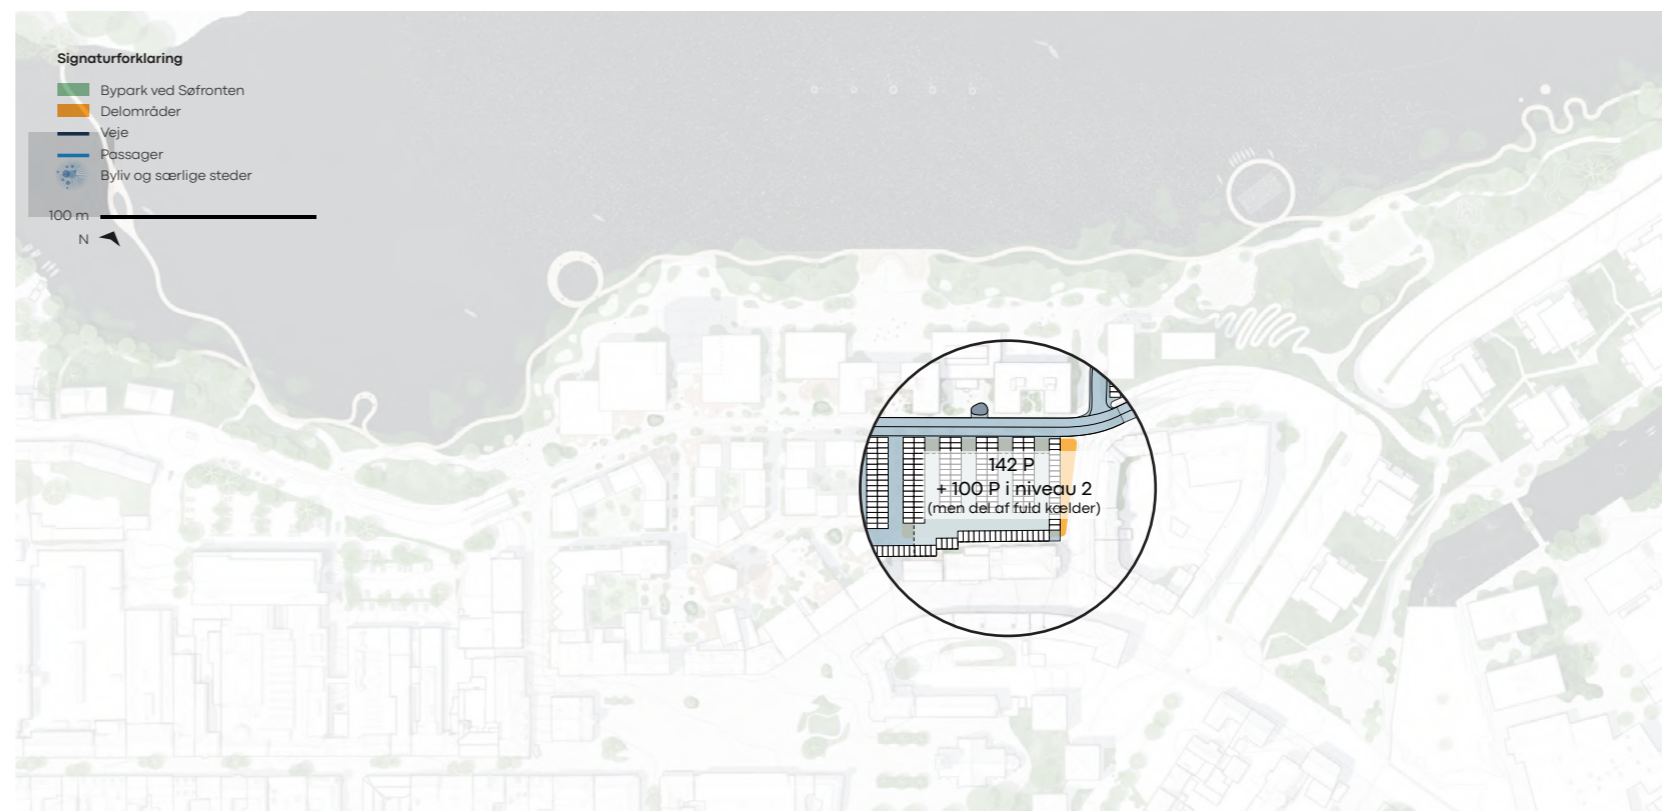 Signaturforklaring
Bypark ved Søfronten
Delområder
Veje
Passager
Byliv og særlige steder
100 m
N
142 P
+ 100 P i niveau 2
(men del af fuld kælder)